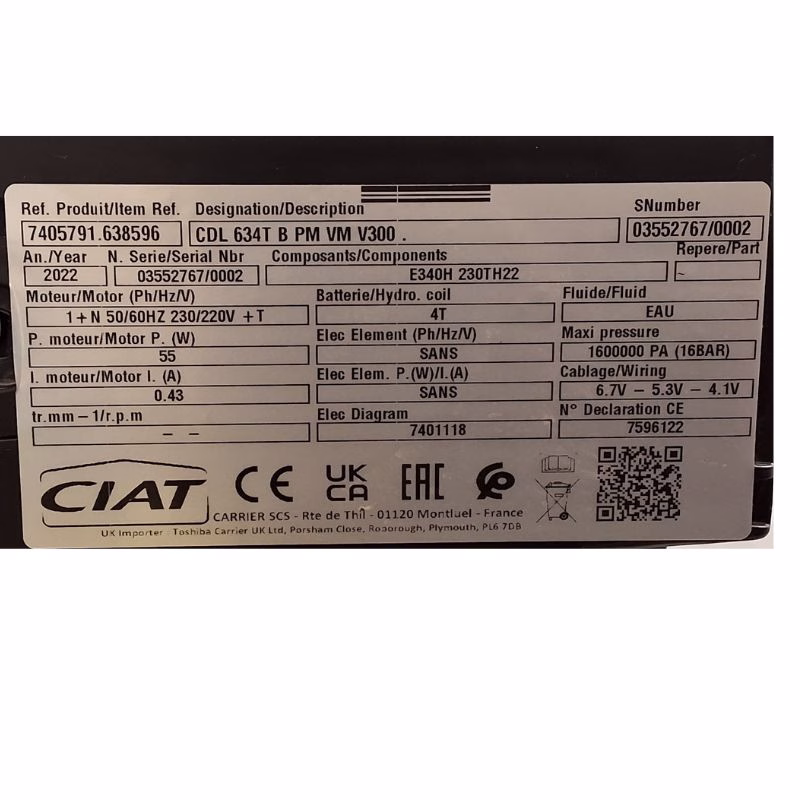 Ref. Produit/Item Ref. Designation/Description SNumber
7405791.638596 CDL 634T B PM VM V300 . 03552767/0002
An./Year N. Serie/Serial Nbr Composants/Components Repere/Part
2022 03552767/0002 E340H 230TH22 ~
Moteur/Motor (Ph/Hz/V) Batterie/Hydro. coil Fluide/Fluid
1+N 50/60HZ 230/220V +T 4T EAU
P. moteur/Motor P. (W) Elec Element (Ph/Hz/V) Maxi pressure
55 SANS 1600000 PA (16BAR)
I. moteur/Motor I. (A) Elec Elem. P.(W)/I.(A) Cablage/Wiring
0.43 SANS 6.7V – 5.3V – 4.1V
tr.mm – 1/r.p.m Elec Diagram N° Declaration CE
– – 7401118 7596122
CIAT CE UK CA EAC
CARRIER SCS - Rte de Thil - 01120 Montluel - France
UK Importer : Toshiba Carrier UK Ltd, Porsham Close, Roborough, Plymouth, PL6 7DB